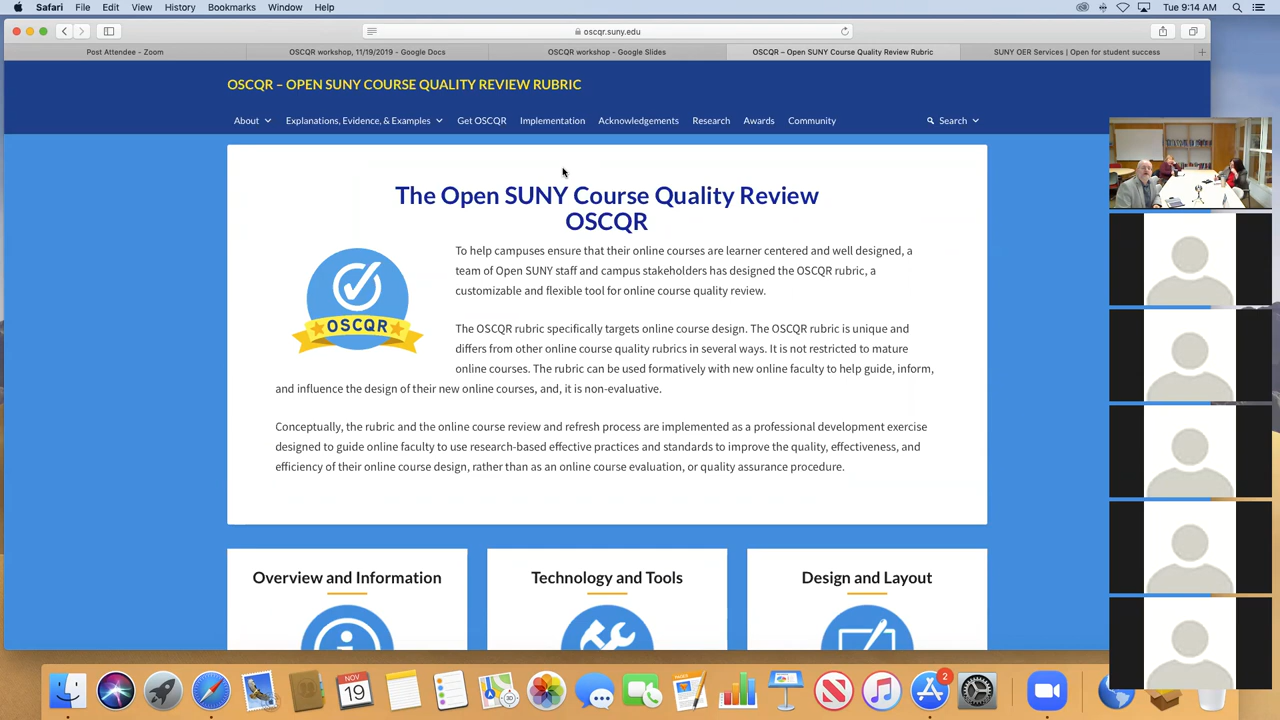 Safari File Edit View History Bookmarks Window Help Tue 9:14 AM
oscqr.suny.edu
Post Attendee - Zoom OSCQR workshop, 11/19/2019 - Google Docs OSCQR workshop - Google Slides OSCQR – Open SUNY Course Quality Review Rubric SUNY OER Services | Open for student success
OSCQR – OPEN SUNY COURSE QUALITY REVIEW RUBRIC
About Explanations, Evidence, & Examples Get OSCQR Implementation Acknowledgements Research Awards Community Search
The Open SUNY Course Quality Review
OSCQR
OSCQR
To help campuses ensure that their online courses are learner centered and well designed, a
team of Open SUNY staff and campus stakeholders has designed the OSCQR rubric, a
customizable and flexible tool for online course quality review.
The OSCQR rubric specifically targets online course design. The OSCQR rubric is unique and
differs from other online course quality rubrics in several ways. It is not restricted to mature
online courses. The rubric can be used formatively with new online faculty to help guide, inform,
and influence the design of their new online courses, and, it is non-evaluative.
Conceptually, the rubric and the online course review and refresh process are implemented as a professional development exercise
designed to guide online faculty to use research-based effective practices and standards to improve the quality, effectiveness, and
efficiency of their online course design, rather than as an online course evaluation, or quality assurance procedure.
Overview and Information Technology and Tools Design and Layout
NOV
19
2